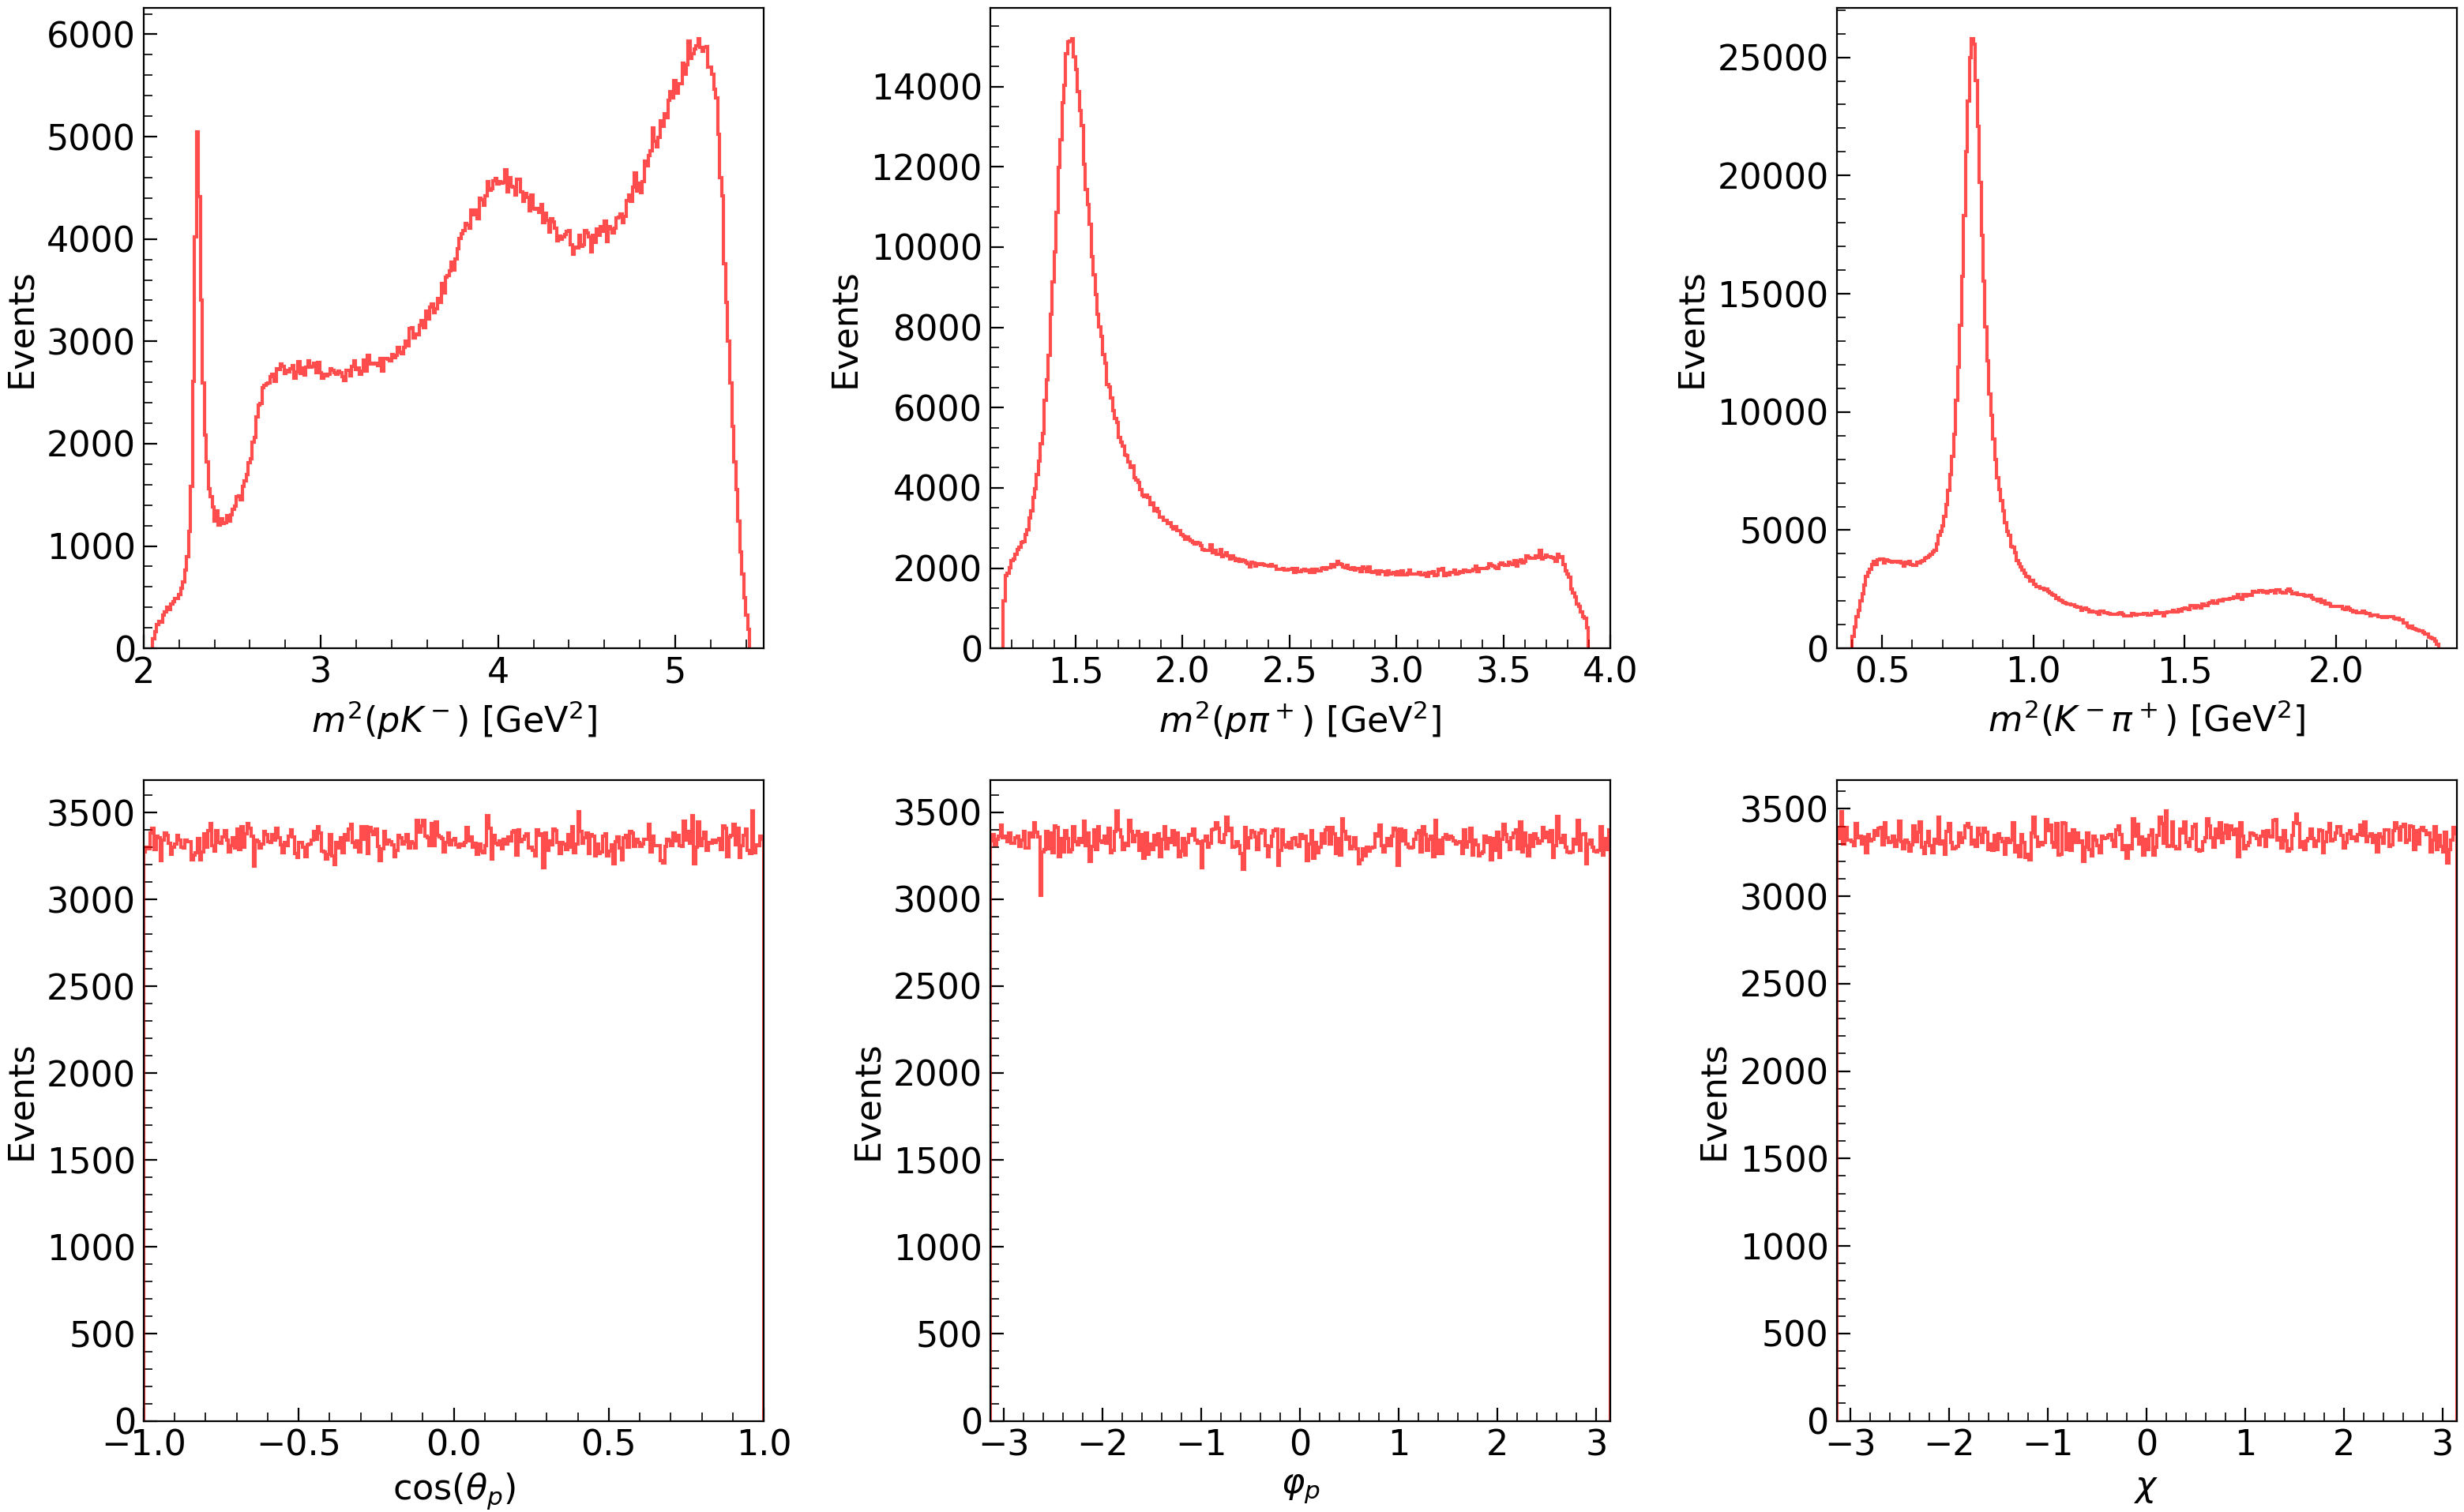 6000
5000
4000
3000
2000
1000
0
Events
2 3 4 5
m²(pK⁻) [GeV²]
14000
12000
10000
8000
6000
4000
2000
0
Events
1.5 2.0 2.5 3.0 3.5 4.0
m²(pπ⁺) [GeV²]
25000
20000
15000
10000
5000
0
Events
0.5 1.0 1.5 2.0
m²(K⁻π⁺) [GeV²]
3500
3000
2500
2000
1500
1000
500
0
Events
−1.0 −0.5 0.0 0.5 1.0
cos(θₚ)
3500
3000
2500
2000
1500
1000
500
0
Events
−3 −2 −1 0 1 2 3
φₚ
3500
3000
2500
2000
1500
1000
500
0
Events
−3 −2 −1 0 1 2 3
χ